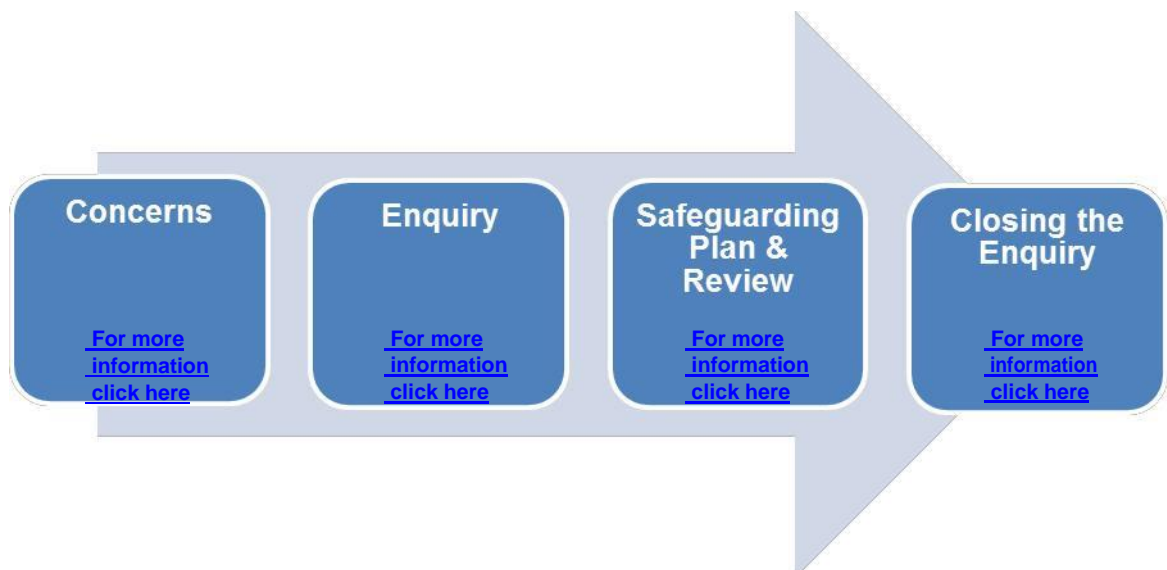 Concerns
For more
information
click here
Enquiry
For more
information
click here
Safeguarding
Plan &
Review
For more
information
click here
Closing the
Enquiry
For more
information
click here